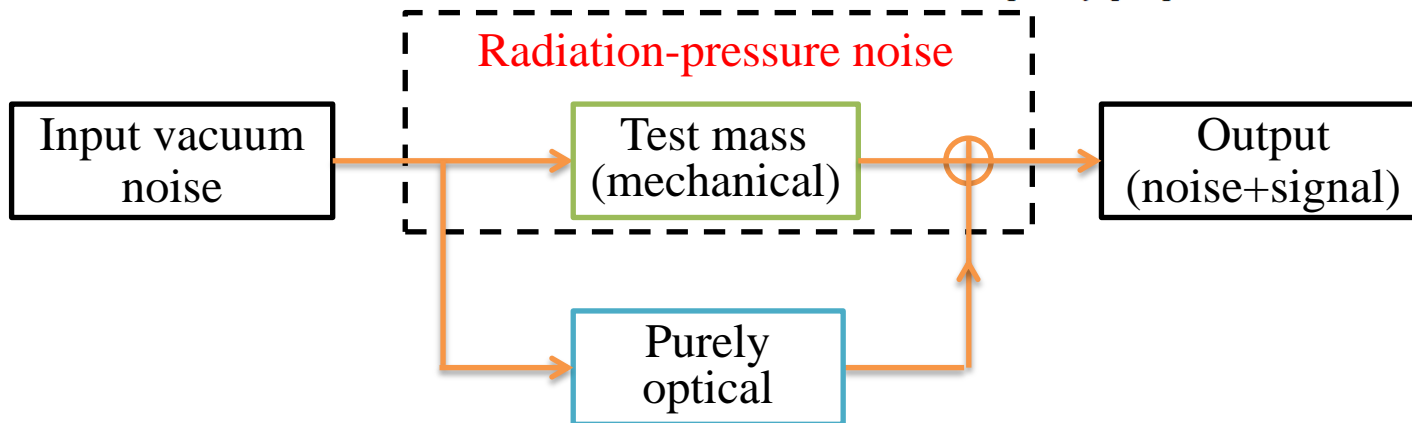 Radiation-pressure noise
Input vacuum
noise
Test mass
(mechanical)
Output
(noise+signal)
Purely
optical